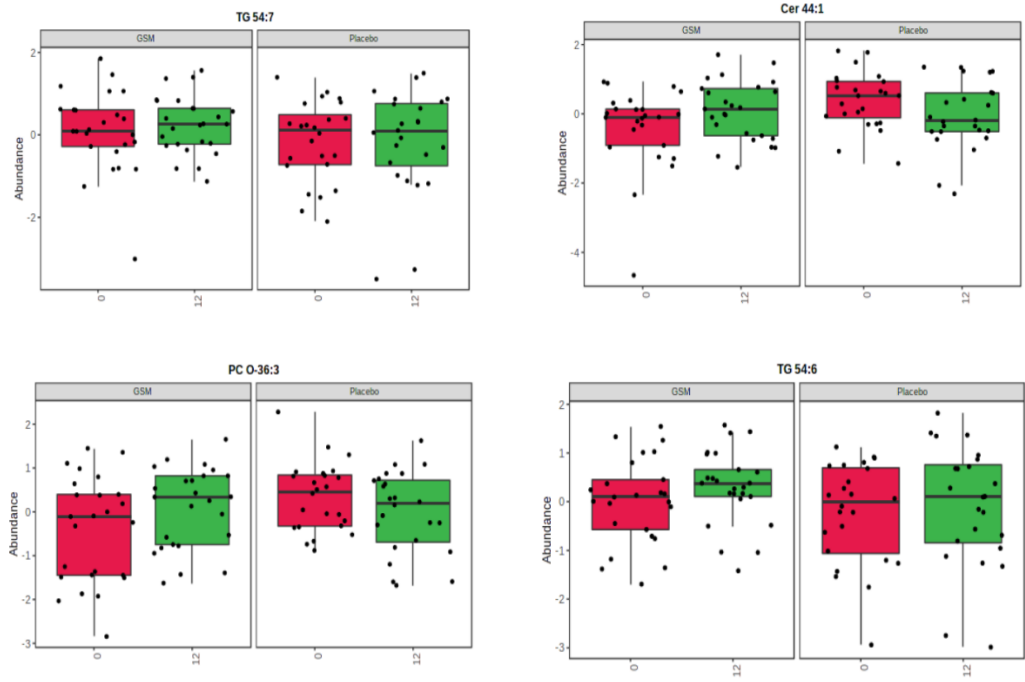 TG 54:7
GSM Placebo
2
0
-2
Abundance
0 12 0 12
Cer 44:1
GSM Placebo
2
0
-2
-4
Abundance
0 12 0 12
PC O-36:3
GSM Placebo
2
1
0
-1
-2
-3
Abundance
0 12 0 12
TG 54:6
GSM Placebo
2
1
0
-1
-2
-3
Abundance
0 12 0 12